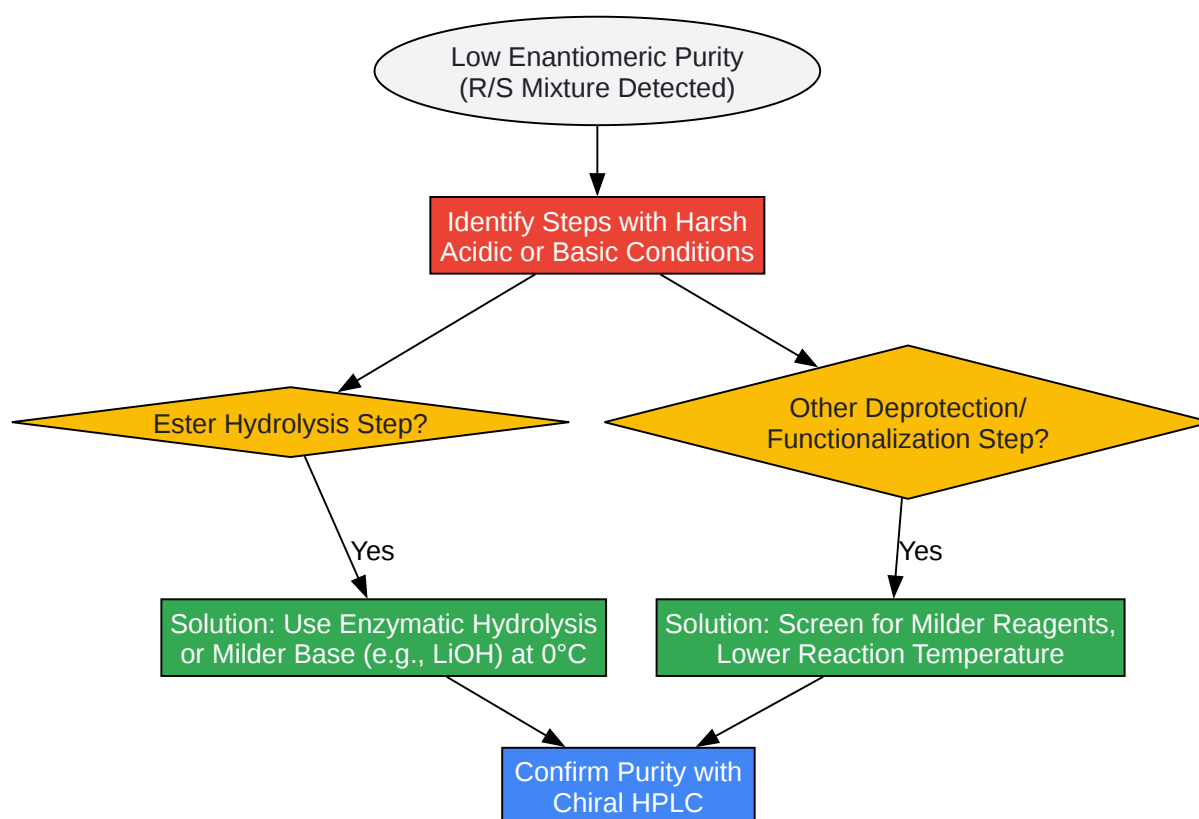 Low Enantiomeric Purity
(R/S Mixture Detected)
Identify Steps with Harsh
Acidic or Basic Conditions
Ester Hydrolysis Step?
Other Deprotection/
Functionalization Step?
Yes
Yes
Solution: Use Enzymatic Hydrolysis
or Milder Base (e.g., LiOH) at 0°C
Solution: Screen for Milder Reagents,
Lower Reaction Temperature
Confirm Purity with
Chiral HPLC